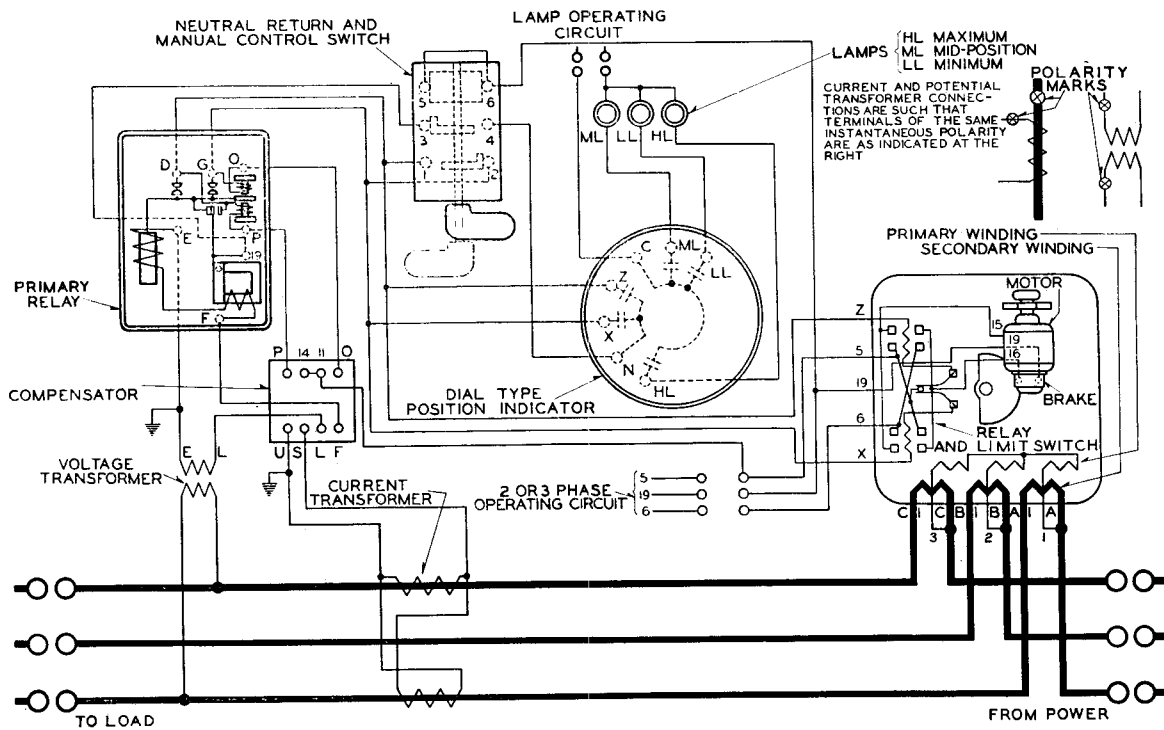 NEUTRAL RETURN AND
MANUAL CONTROL SWITCH
LAMP OPERATING
CIRCUIT
LAMPS
HL MAXIMUM
ML MID-POSITION
LL MINIMUM
CURRENT AND POTENTIAL
TRANSFORMER CONNEC-
TIONS ARE SUCH THAT
TERMINALS OF THE SAME
INSTANTANEOUS POLARITY
ARE AS INDICATED AT THE
RIGHT
POLARITY
MARKS
5 6
3 4
1 2
ML LL HL
D G O
E P
19
F
PRIMARY
RELAY
C ML
LL
Z
X
N
HL
DIAL TYPE
POSITION INDICATOR
PRIMARY WINDING
SECONDARY WINDING
MOTOR
Z
15
19
16
5
19
6
X
BRAKE
RELAY
AND LIMIT SWITCH
P 14 11 O
COMPENSATOR
U S L F
E L
VOLTAGE
TRANSFORMER
CURRENT
TRANSFORMER
2 OR 3 PHASE
OPERATING CIRCUIT
5
19
6
C 1 C B 1 B A 1 A
3 2 1
TO LOAD
FROM POWER